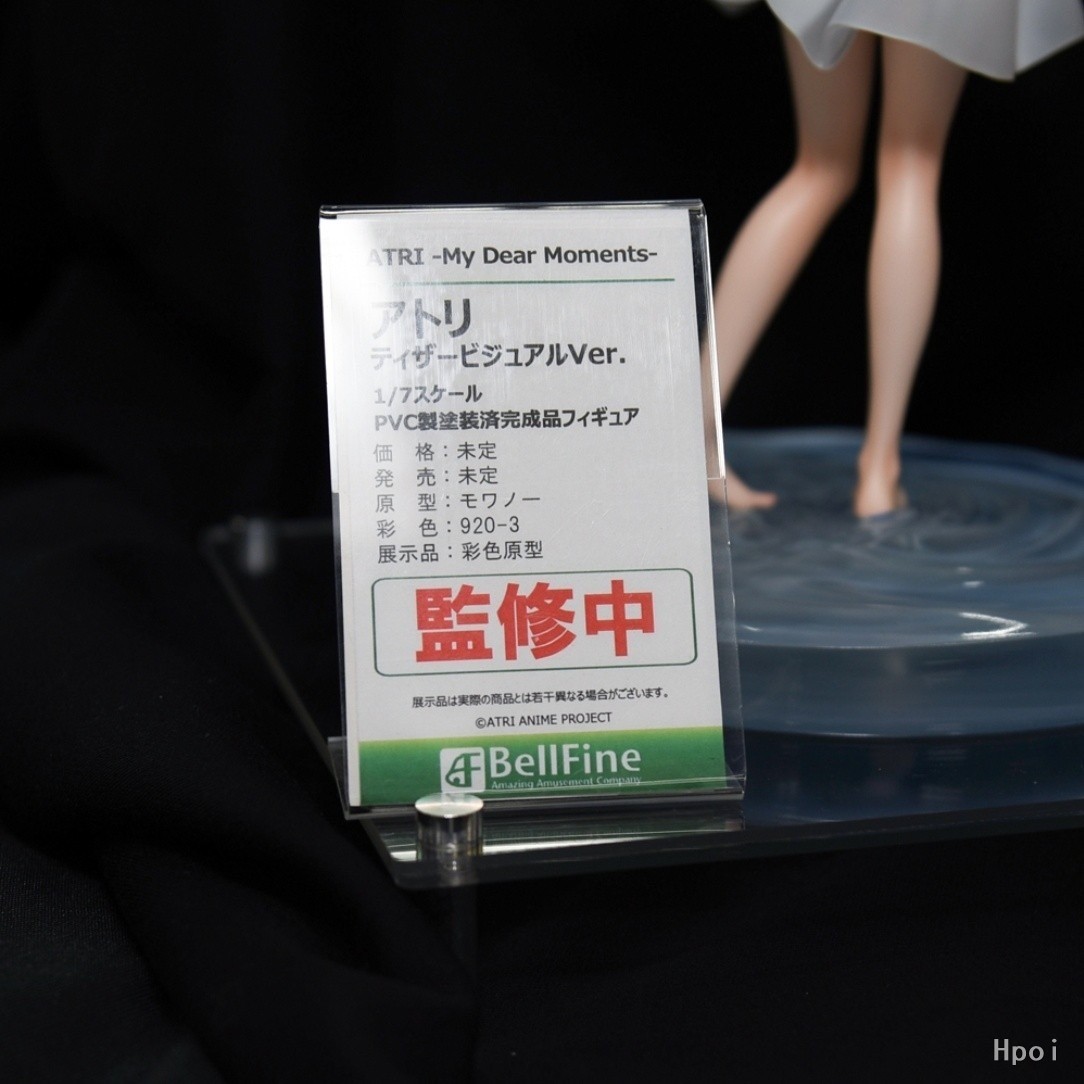 ATRI -My Dear Moments-
アトリ
ティザービジュアルVer.
1/7スケール
PVC製塗装済完成品フィギュア
価　格：未定
発　売：未定
原　型：モワノー
彩　色：920-3
展示品：彩色原型
監修中
展示品は実際の商品とは若干異なる場合がございます。
©ATRI ANIME PROJECT
BellFine
Amazing Amusement Company
Hpoi